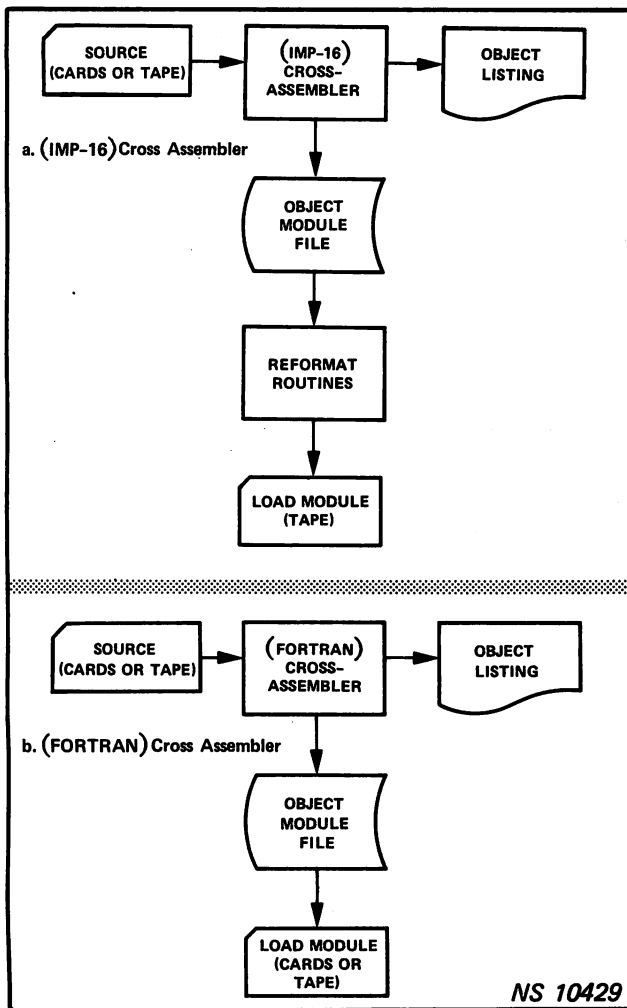 SOURCE
(CARDS OR TAPE)
(IMP-16)
CROSS-
ASSEMBLER
OBJECT
LISTING
a. (IMP-16) Cross Assembler
OBJECT
MODULE
FILE
REFORMAT
ROUTINES
LOAD MODULE
(TAPE)
SOURCE
(CARDS OR TAPE)
(FORTRAN)
CROSS-
ASSEMBLER
OBJECT
LISTING
b. (FORTRAN) Cross Assembler
OBJECT
MODULE
FILE
LOAD MODULE
(CARDS OR
TAPE)
NS 10429